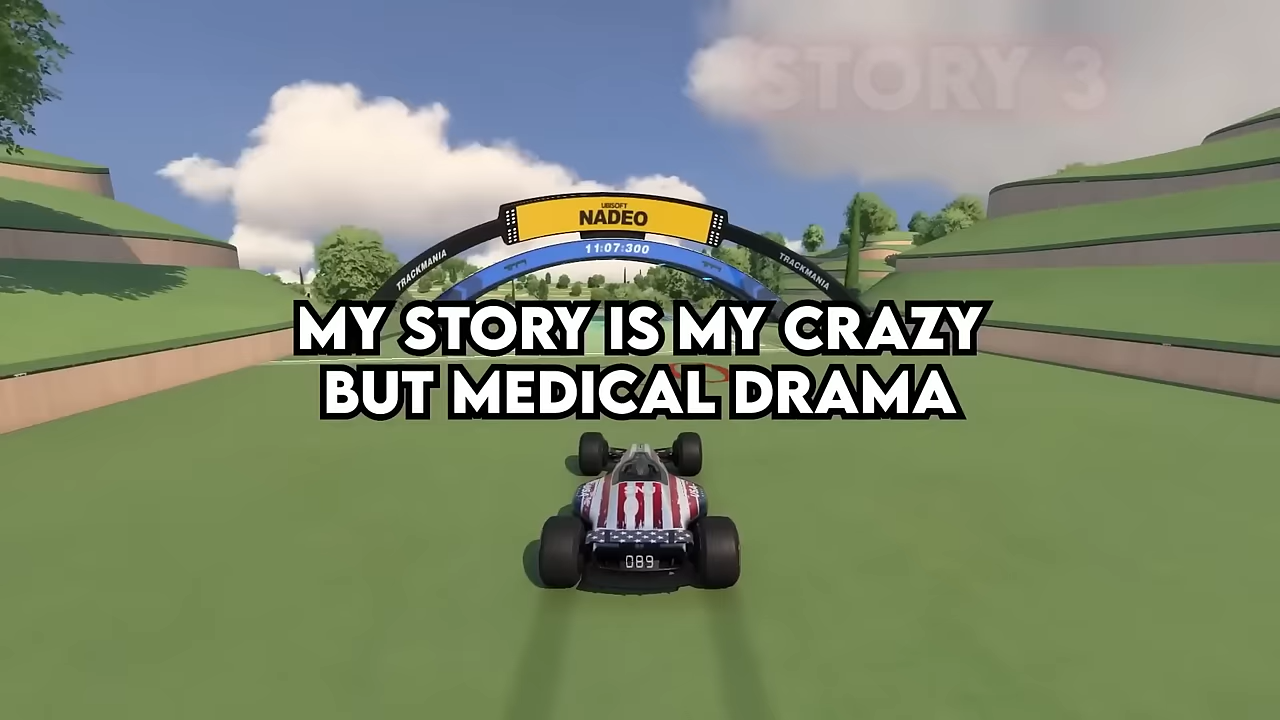 STORY 3
UBISOFT
NADEO
11:07:300
TRACKMANIA
TRACKMANIA
MY STORY IS MY CRAZY
BUT MEDICAL DRAMA
089